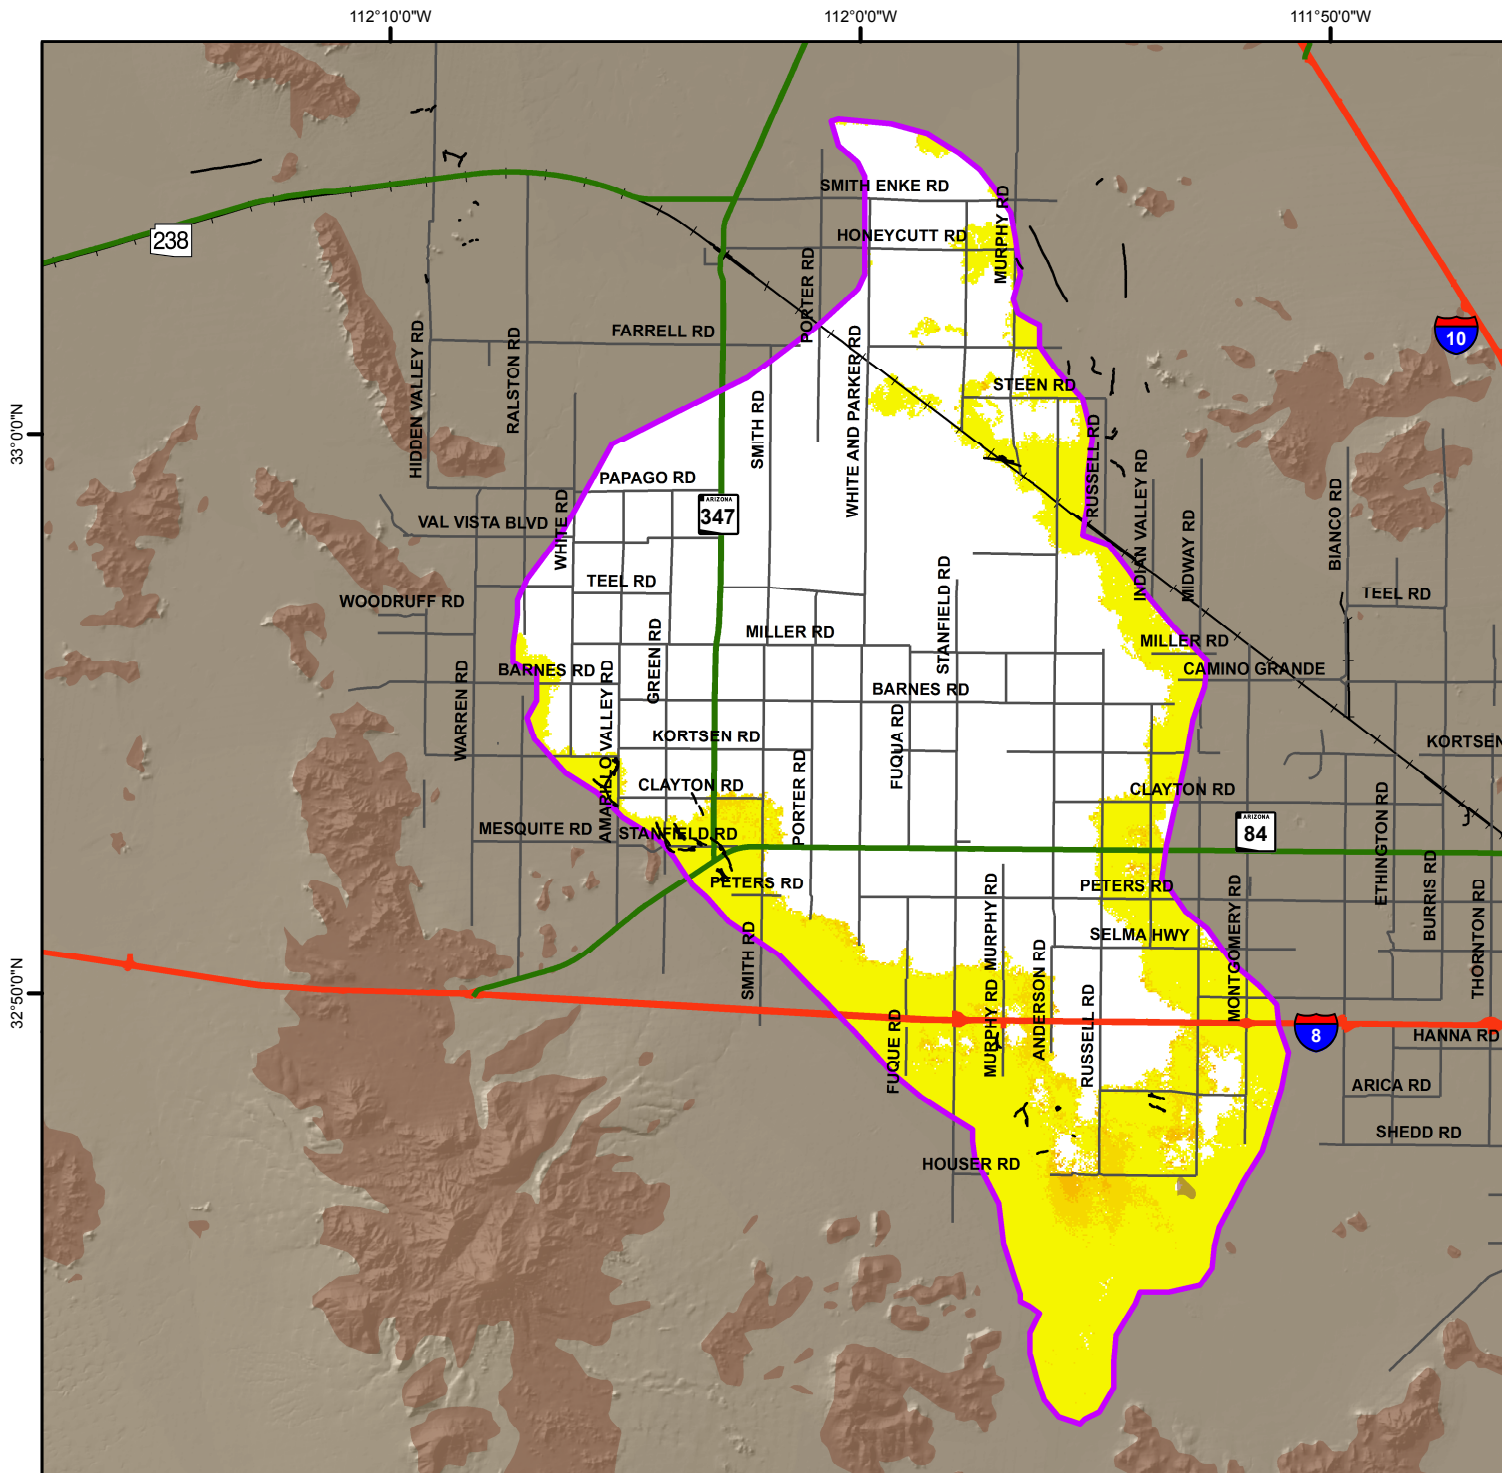 112°10'0"W
112°0'0"W
111°50'0"W
SMITH ENKE RD
MURPHY RD
238
HONEYCUTT RD
PORTER RD
33°0'0"N
HIDDEN VALLEY RD
RALSTON RD
FARRELL RD
WHITE AND PARKER RD
10
STEEN RD
SMITH RD
RUSSELL RD
PAPAGO RD
INDIAN VALLEY RD
BIANCO RD
WHITE RD
ARIZONA
347
VAL VISTA BLVD
MIDWAY RD
TEEL RD
STANFIELD RD
TEEL RD
WOODRUFF RD
MILLER RD
MILLER RD
GREEN RD
BARNES RD
CAMINO GRANDE
WARREN RD
AMARILLO VALLEY RD
BARNES RD
FUQUA RD
KORTSEN RD
KORTSEN
CLAYTON RD
PORTER RD
CLAYTON RD
ETHINGTON RD
MESQUITE RD
STANFIELD RD
ARIZONA
84
PETERS RD
PETERS RD
MURPHY RD
BURRIS RD
MONTGOMERY RD
THORNTON RD
SELMA HWY
SMITH RD
ANDERSON RD
32°50'0"N
MURPHY RD
RUSSELL RD
FUQUE RD
8
HANNA RD
ARICA RD
SHEDD RD
HOUSER RD